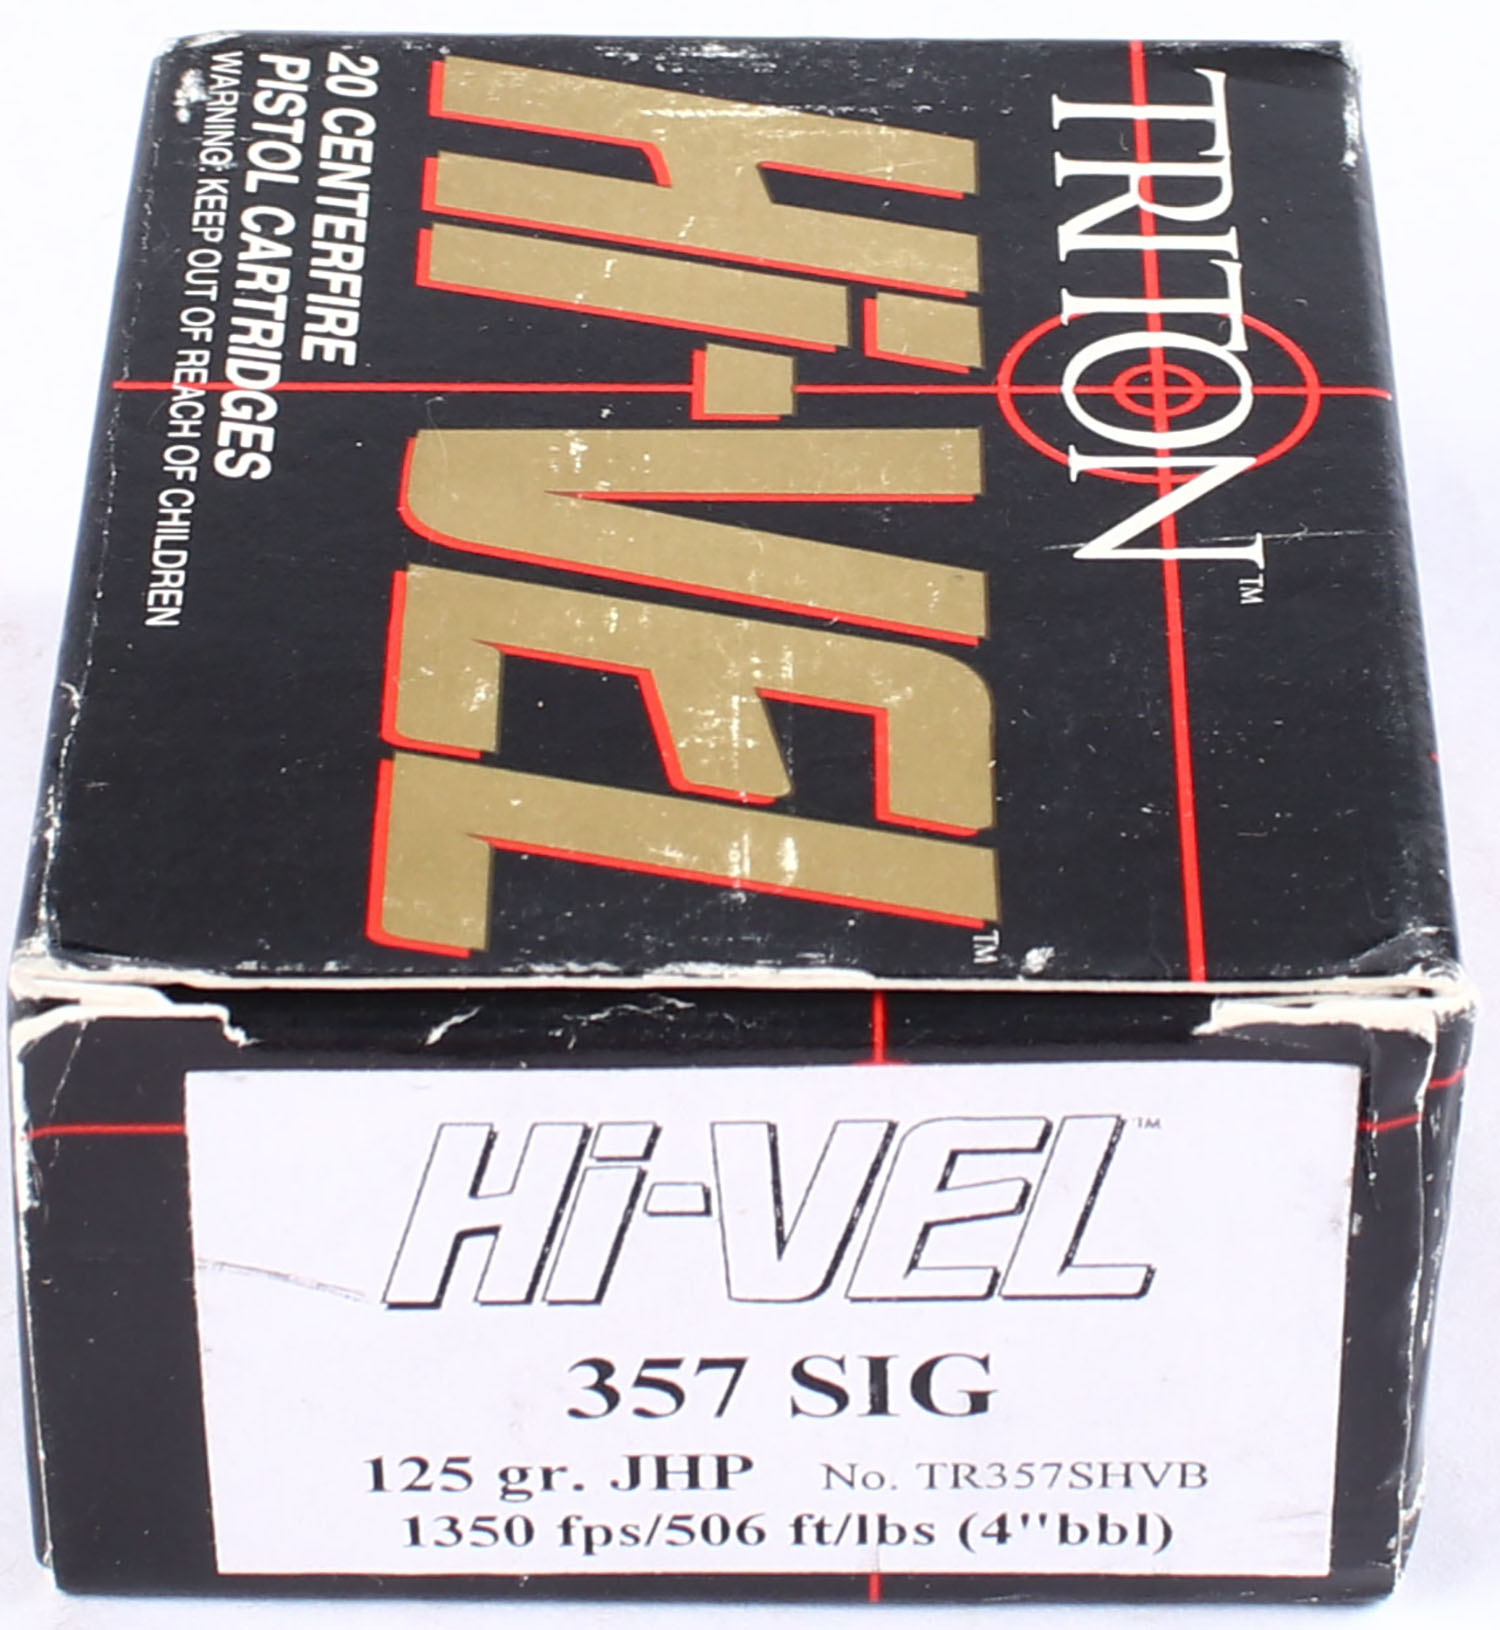 TRITON™
Hi-VEL™
20 CENTERFIRE
PISTOL CARTRIDGES
WARNING: KEEP OUT OF REACH OF CHILDREN
Hi-VEL™
357 SIG
125 gr. JHP No. TR357SHVB
1350 fps/506 ft/lbs (4"bbl)